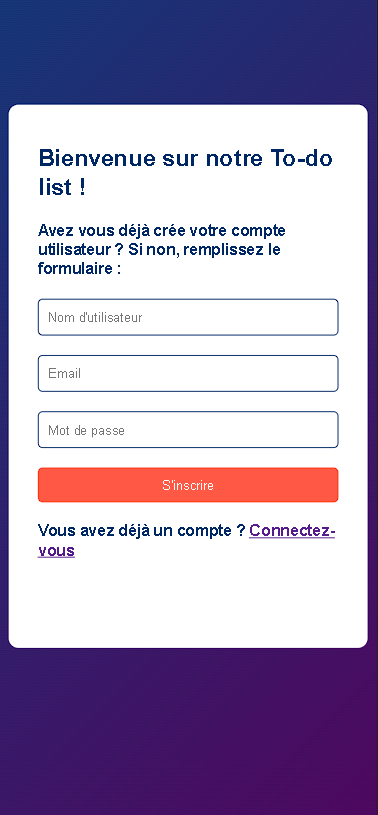 Bienvenue sur notre To-do
list !
Avez vous déjà crée votre compte
utilisateur ? Si non, remplissez le
formulaire :
Nom d'utilisateur
Email
Mot de passe
S'inscrire
Vous avez déjà un compte ? Connectez-
vous